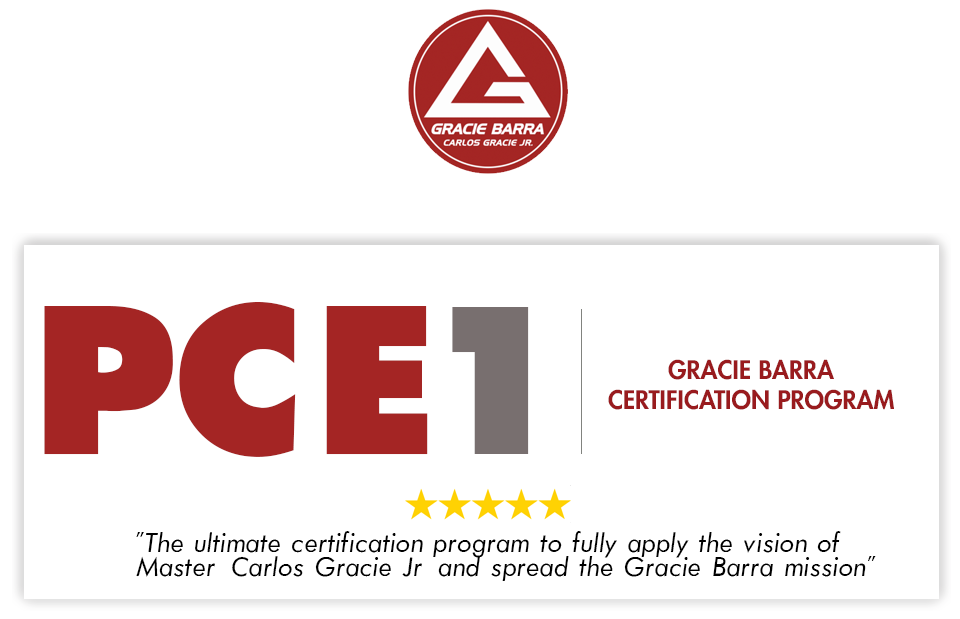 GRACIE BARRA
CARLOS GRACIE JR.
PCE1
GRACIE BARRA
CERTIFICATION PROGRAM
"The ultimate certification program to fully apply the vision of
Master Carlos Gracie Jr and spread the Gracie Barra mission"